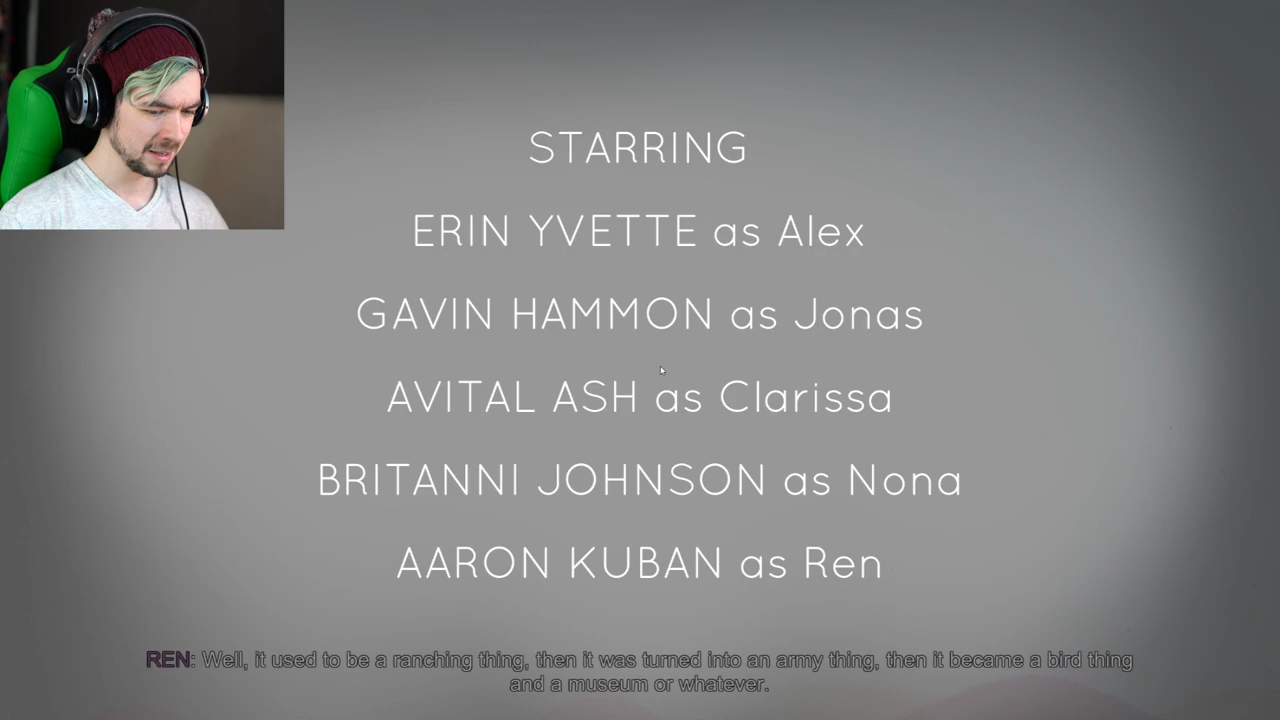 STARRING
ERIN YVETTE as Alex
GAVIN HAMMON as Jonas
AVITAL ASH as Clarissa
BRITANNI JOHNSON as Nona
AARON KUBAN as Ren
REN: Well, it used to be a ranching thing, then it was turned into an army thing, then it became a bird thing
and a museum or whatever.